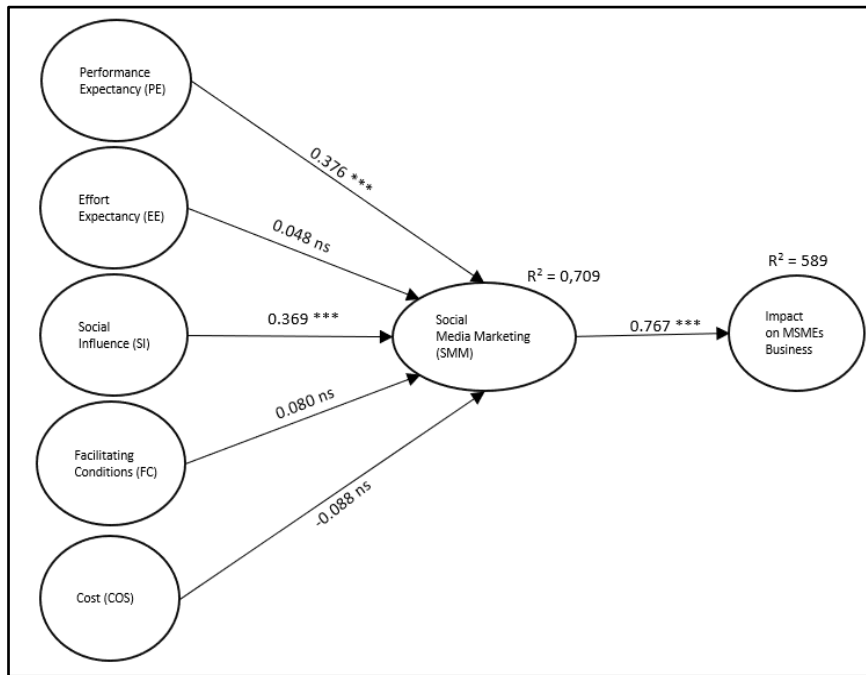 Performance
Expectancy (PE)
0.376 ***
Effort
Expectancy (EE)
0.048 ns
Social
Influence (SI)
0.369 ***
Facilitating
Conditions (FC)
0.080 ns
Cost (COS)
-0.088 ns
R² = 0,709
Social
Media Marketing
(SMM)
0.767 ***
R² = 589
Impact
on MSMEs
Business